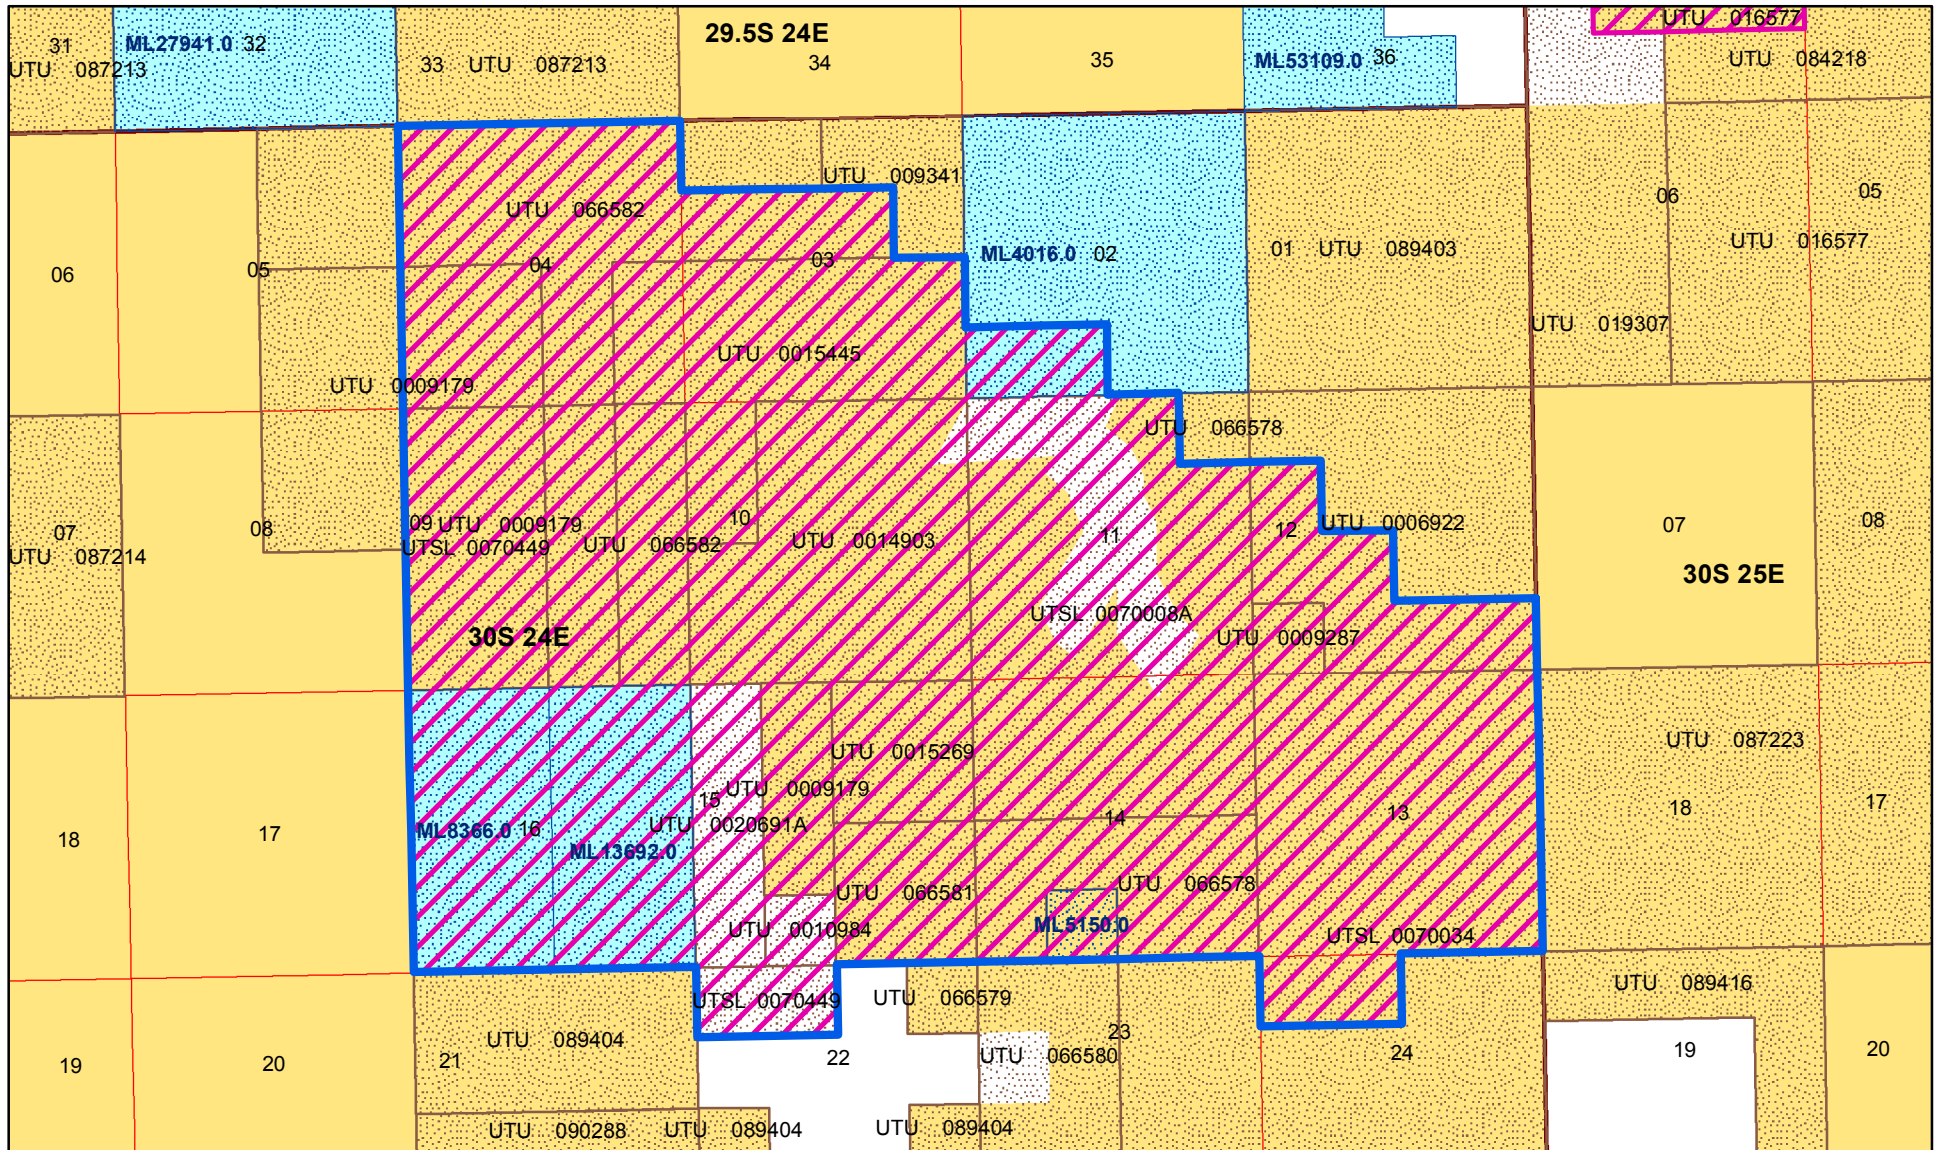 UTU 016577
29.5S 24E
31
ML27941.0 32
33 UTU 087213
34
35
ML53109.0 36
UTU 084218
UTU 087213
UTU 009341
06
05
UTU 066582
UTU 016577
ML4016.0 02
01 UTU 089403
06
05
04
03
UTU 019307
UTU 0015445
UTU 0009179
UTU 066578
07
UTU 087214
08
09 UTU 0009179
UTSL 0070449
UTU 066582
10
UTU 0014903
11
12
UTU 0006922
07
08
30S 25E
UTSL 0070008A
UTU 0009287
30S 24E
UTU 0015269
UTU 087223
18
17
ML8366.0 16
ML13692.0
15 UTU 0009179
UTU 0020691A
14
13
18
17
UTU 066581
UTU 066578
UTU 0010984
ML5150.0
UTSL 0070034
UTSL 0070449
UTU 066579
UTU 089416
19
20
21
UTU 089404
22
UTU 066580
23
24
19
20
UTU 090288
UTU 089404
UTU 089404